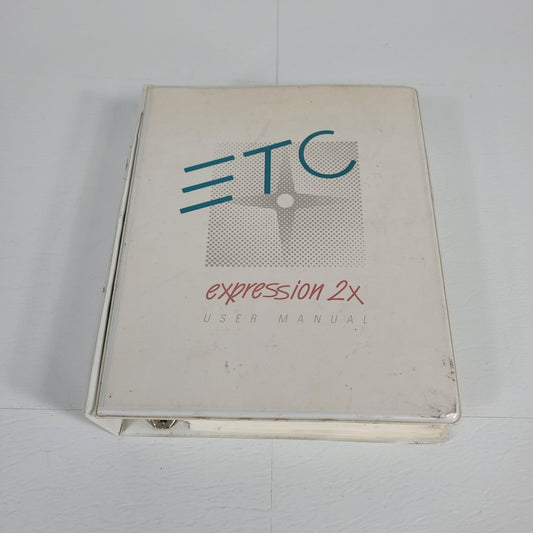 ETC
expression 2x
USER MANUAL